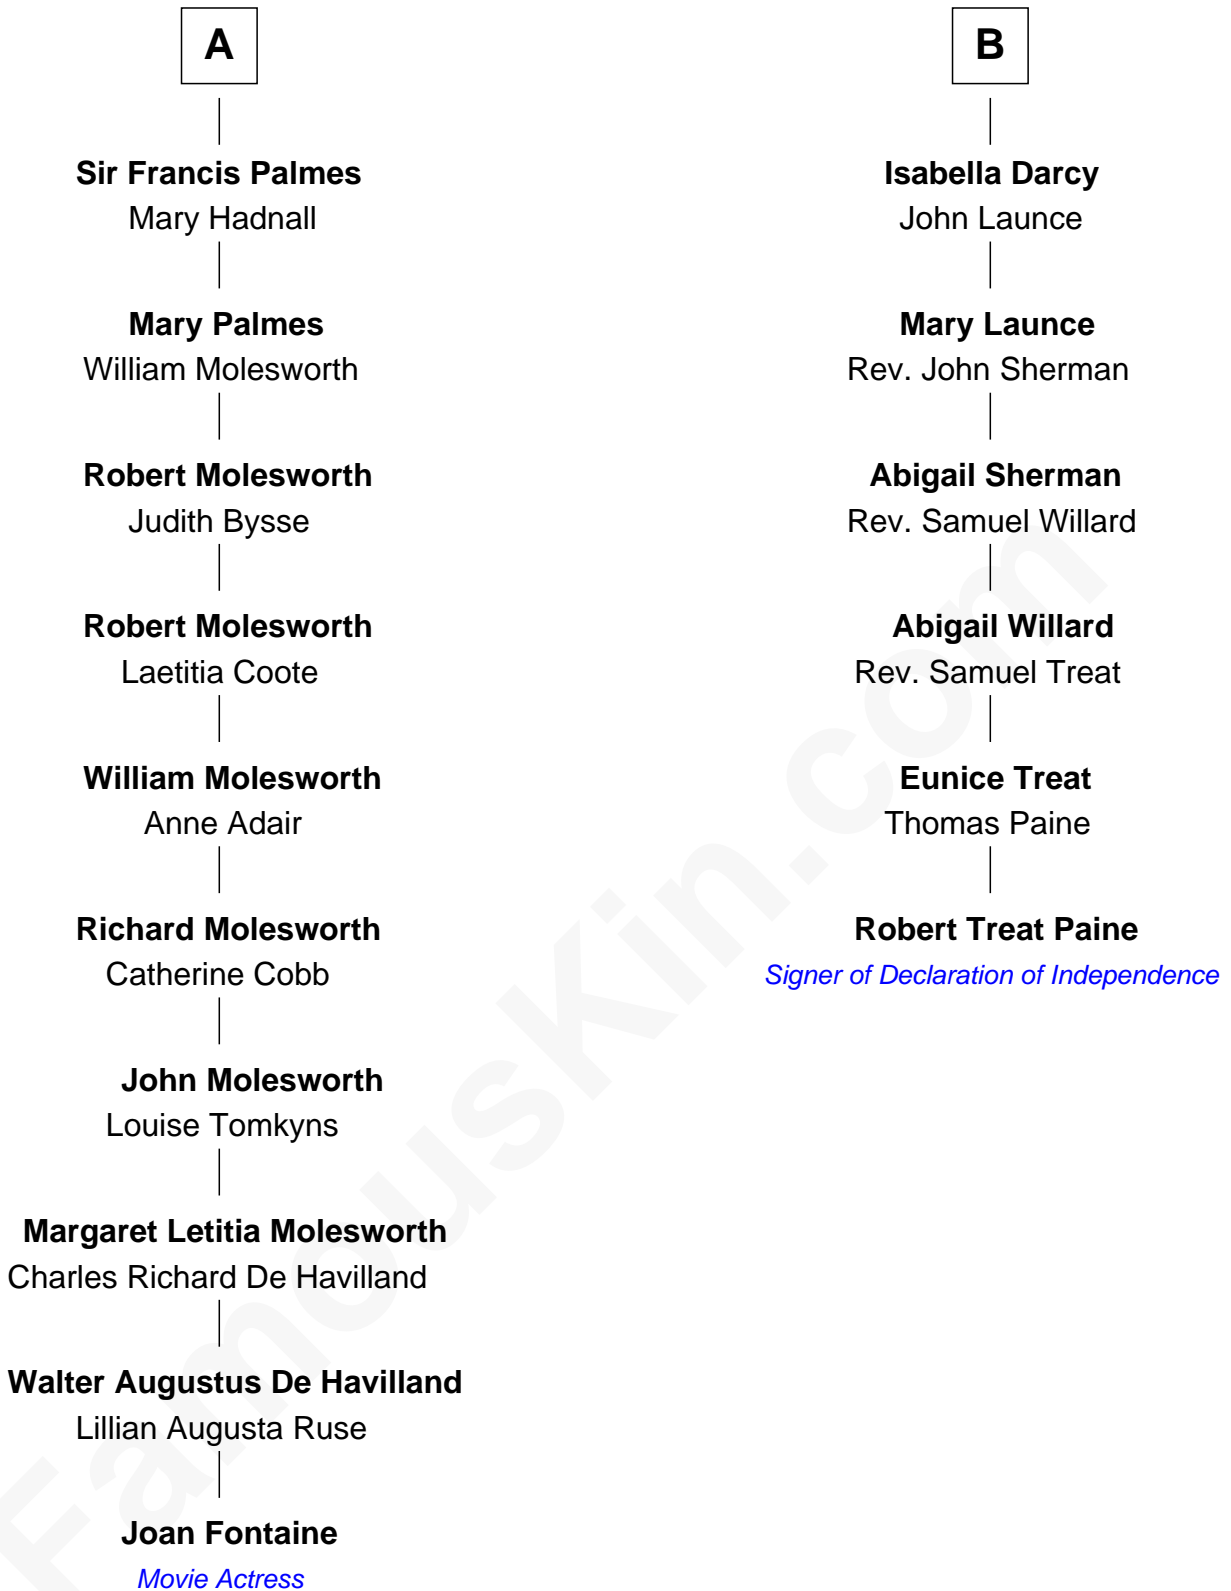 A
Sir Francis Palmes
Mary Hadnall
Mary Palmes
William Molesworth
Robert Molesworth
Judith Bysse
Robert Molesworth
Laetitia Coote
William Molesworth
Anne Adair
Richard Molesworth
Catherine Cobb
John Molesworth
Louise Tomkyns
Margaret Letitia Molesworth
Charles Richard De Havilland
Walter Augustus De Havilland
Lillian Augusta Ruse
Joan Fontaine
Movie Actress
B
Isabella Darcy
John Launce
Mary Launce
Rev. John Sherman
Abigail Sherman
Rev. Samuel Willard
Abigail Willard
Rev. Samuel Treat
Eunice Treat
Thomas Paine
Robert Treat Paine
Signer of Declaration of Independence
FamousKin.com